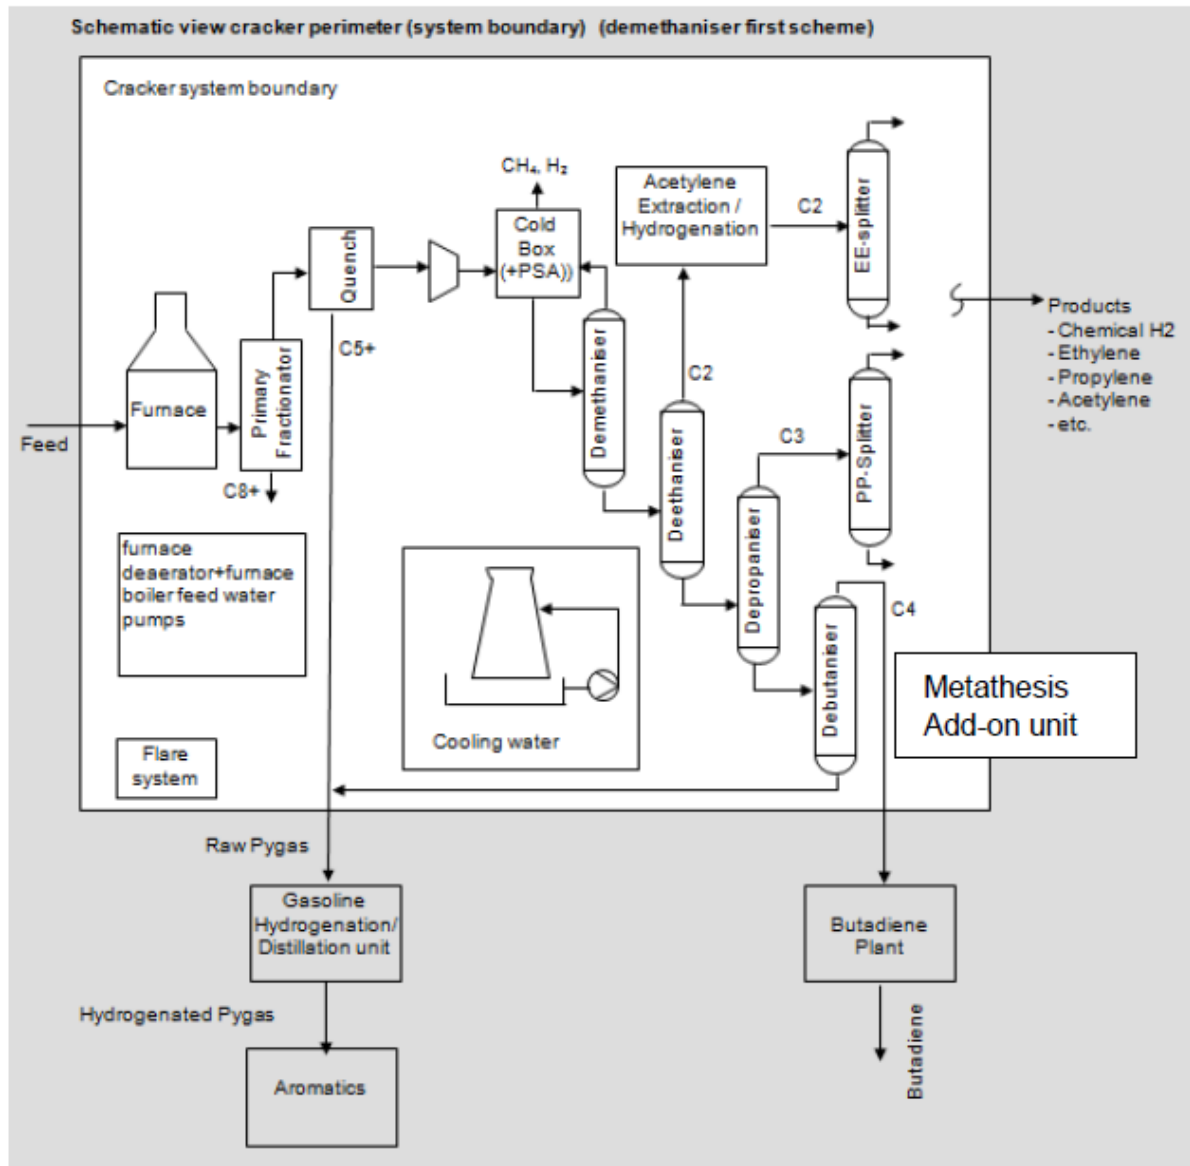 Schematic view cracker perimeter (system boundary)  (demethaniser first scheme)
Cracker system boundary
CH₄, H₂
Acetylene
Extraction /
Hydrogenation
C2
EE-splitter
Cold
Box
(+PSA))
Quench
C5+
Products
- Chemical H2
- Ethylene
- Propylene
- Acetylene
- etc.
Furnace
Primary
Fractionator
Feed
C8+
Demethaniser
C2
Deethaniser
C3
PP-Splitter
Depropaniser
furnace
deaerator+furnace
boiler feed water
pumps
C4
Debutaniser
Metathesis
Add-on unit
Cooling water
Flare
system
Raw Pygas
Gasoline
Hydrogenation/
Distillation unit
Butadiene
Plant
Hydrogenated Pygas
Butadiene
Aromatics